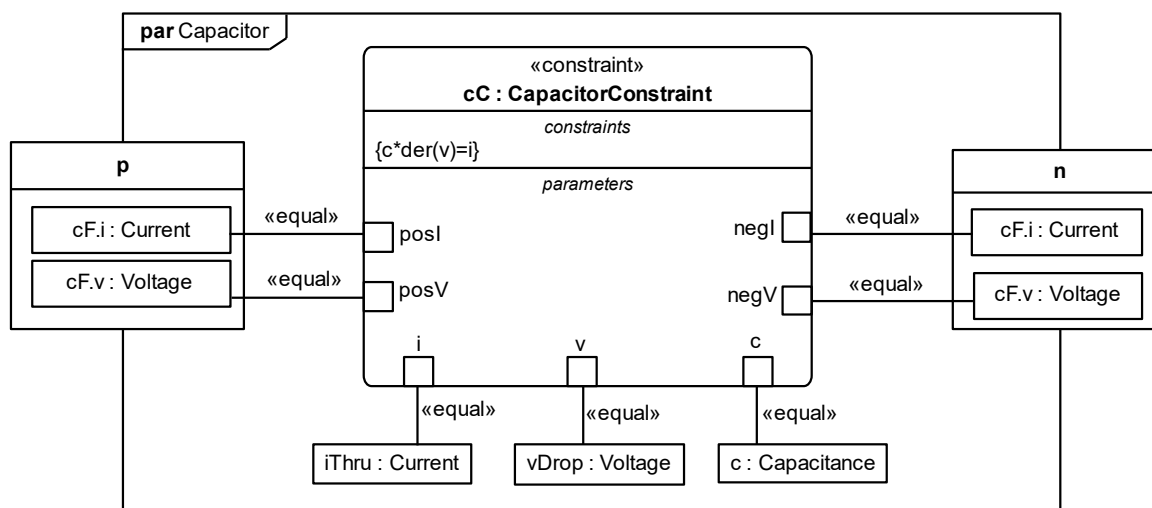 par Capacitor
«constraint»
cC : CapacitorConstraint
constraints
{c*der(v)=i}
parameters
p
cF.i : Current
cF.v : Voltage
«equal»
«equal»
posI
posV
negI
negV
«equal»
«equal»
n
cF.i : Current
cF.v : Voltage
i
v
c
«equal»
«equal»
«equal»
iThru : Current
vDrop : Voltage
c : Capacitance